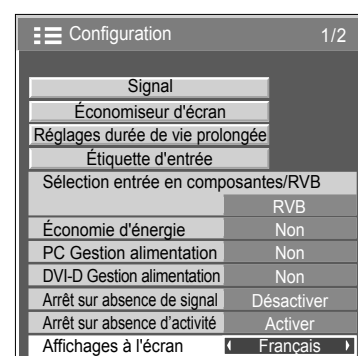 Configuration 1/2
Signal
Économiseur d'écran
Réglages durée de vie prolongée
Étiquette d'entrée
Sélection entrée en composantes/RVB
RVB
Économie d'énergie Non
PC Gestion alimentation Non
DVI-D Gestion alimentation Non
Arrêt sur absence de signal Désactiver
Arrêt sur absence d’activité Activer
Affichages à l'écran Français